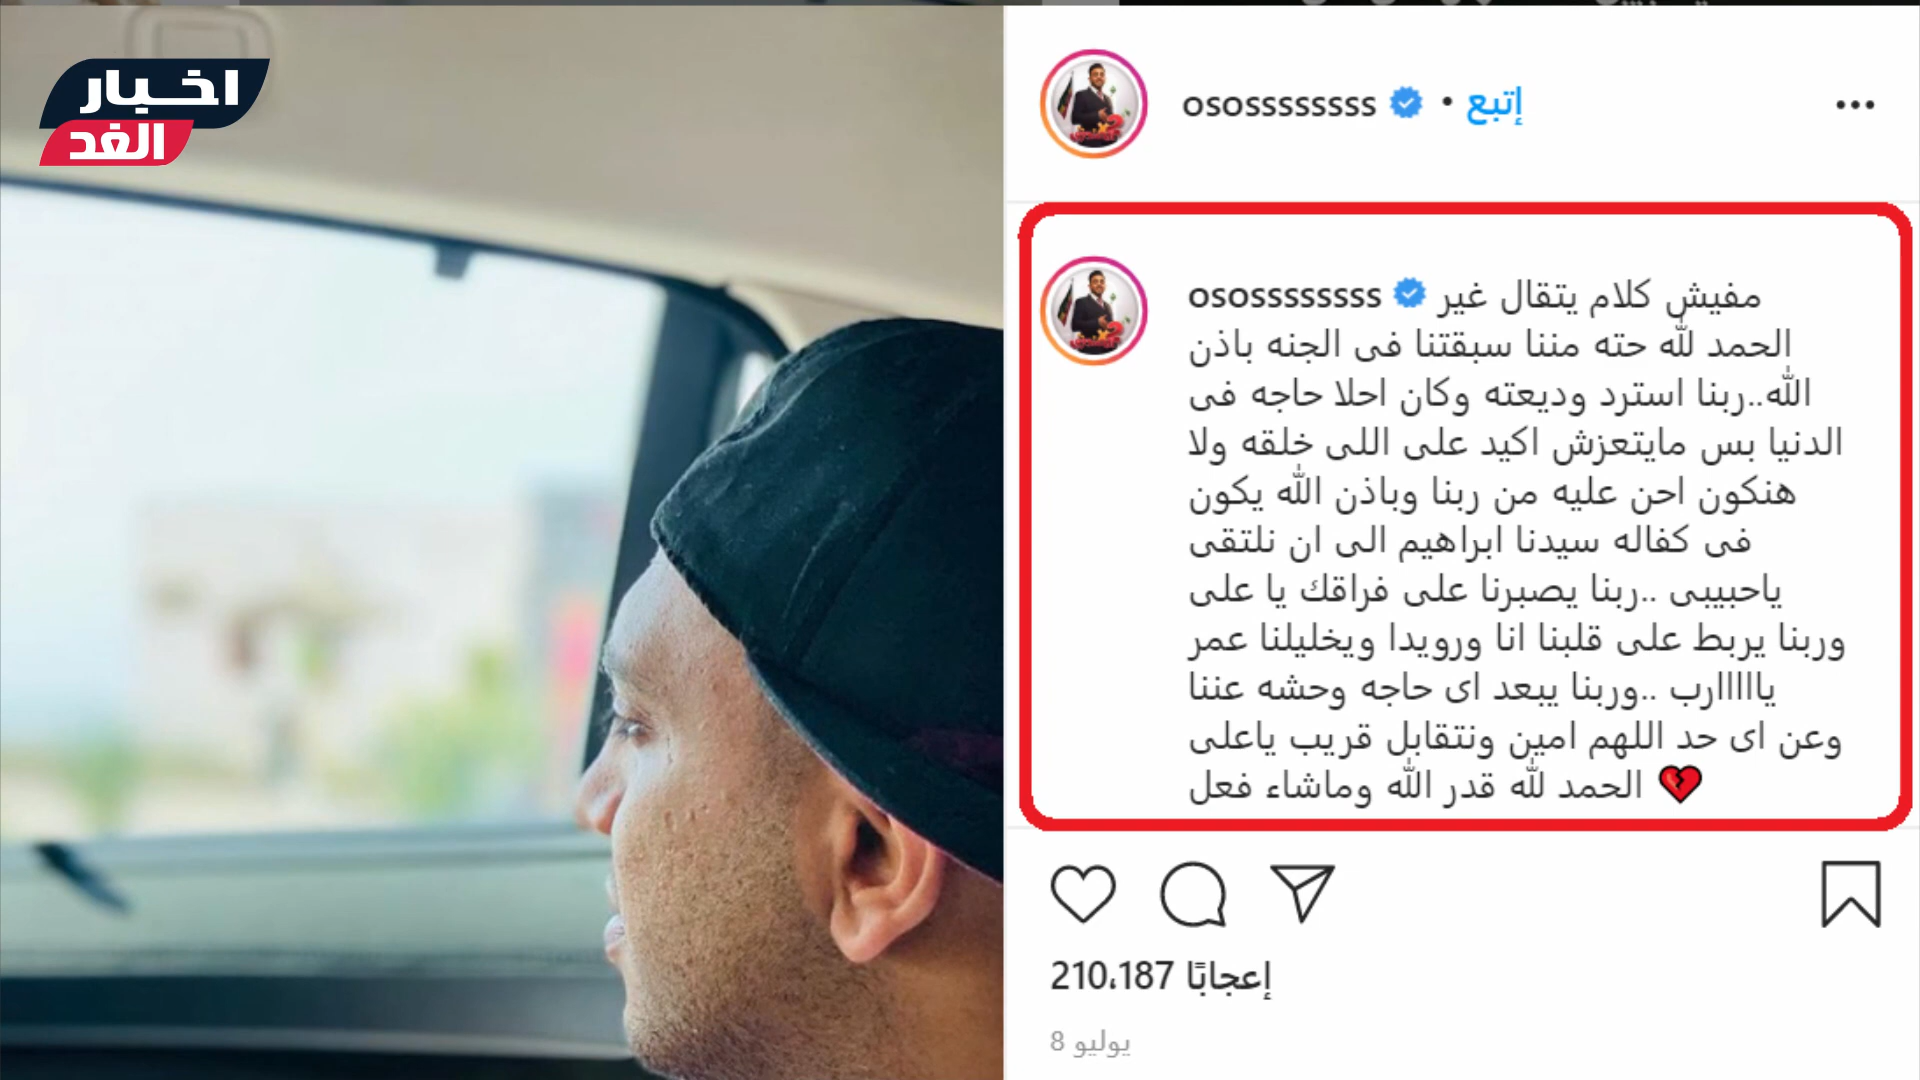 اخبار
الغد
ososssssssss • إتبع
ososssssssss مفيش كلام يتقال غير
الحمد لله حته مننا سبقتنا فى الجنه باذن
الله..ربنا استرد وديعته وكان احلا حاجه فى
الدنيا بس مايتعزش اكيد على اللى خلقه ولا
هنكون احن عليه من ربنا وباذن الله يكون
فى كفاله سيدنا ابراهيم الى ان نلتقى
ياحبيبى ..ربنا يصبرنا على فراقك يا على
وربنا يربط على قلبنا انا ورويدا ويخليلنا عمر
يااااارب ..وربنا يبعد اى حاجه وحشه عننا
وعن اى حد اللهم امين ونتقابل قريب ياعلى
💔 الحمد لله قدر الله وماشاء فعل
210،187 إعجابًا
8 يوليو